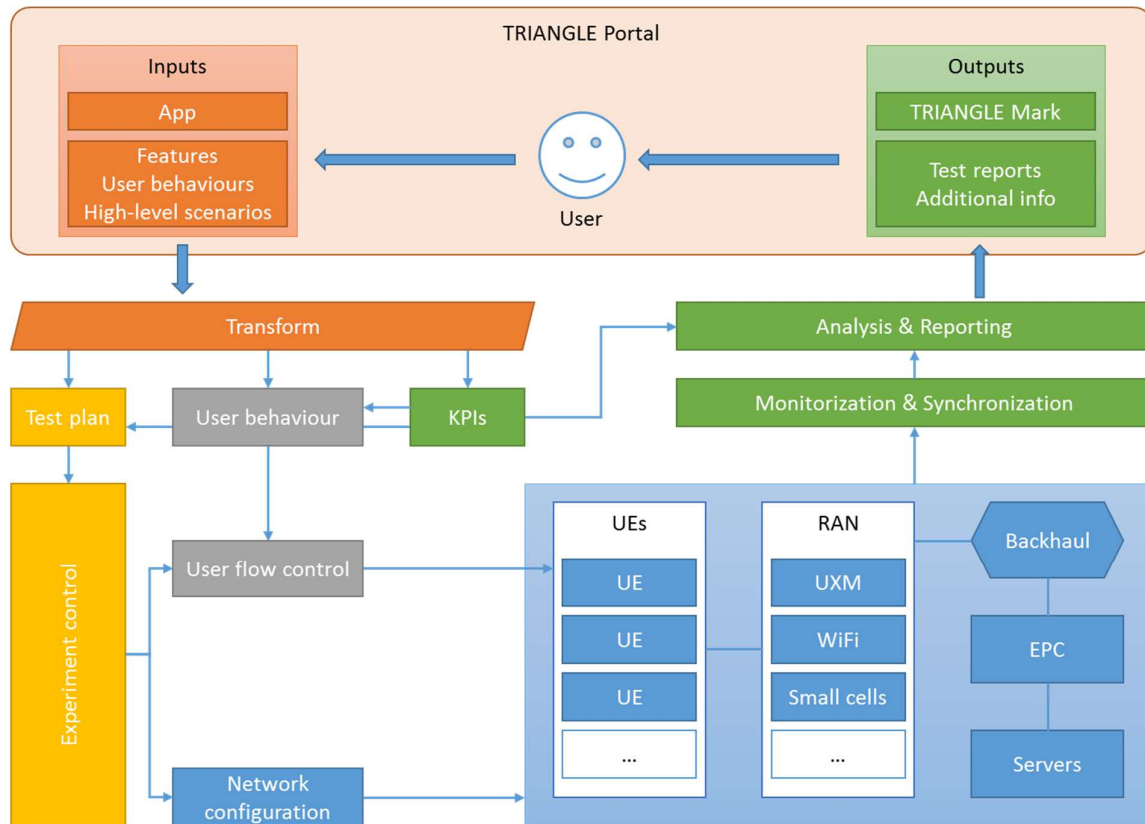 TRIANGLE Portal
Inputs
App
Features
User behaviours
High-level scenarios
User
Outputs
TRIANGLE Mark
Test reports
Additional info
Transform
Analysis & Reporting
Test plan
User behaviour
KPIs
Monitorization & Synchronization
Experiment control
User flow control
Network
configuration
UEs
UE
UE
UE
...
RAN
UXM
WiFi
Small cells
...
Backhaul
EPC
Servers